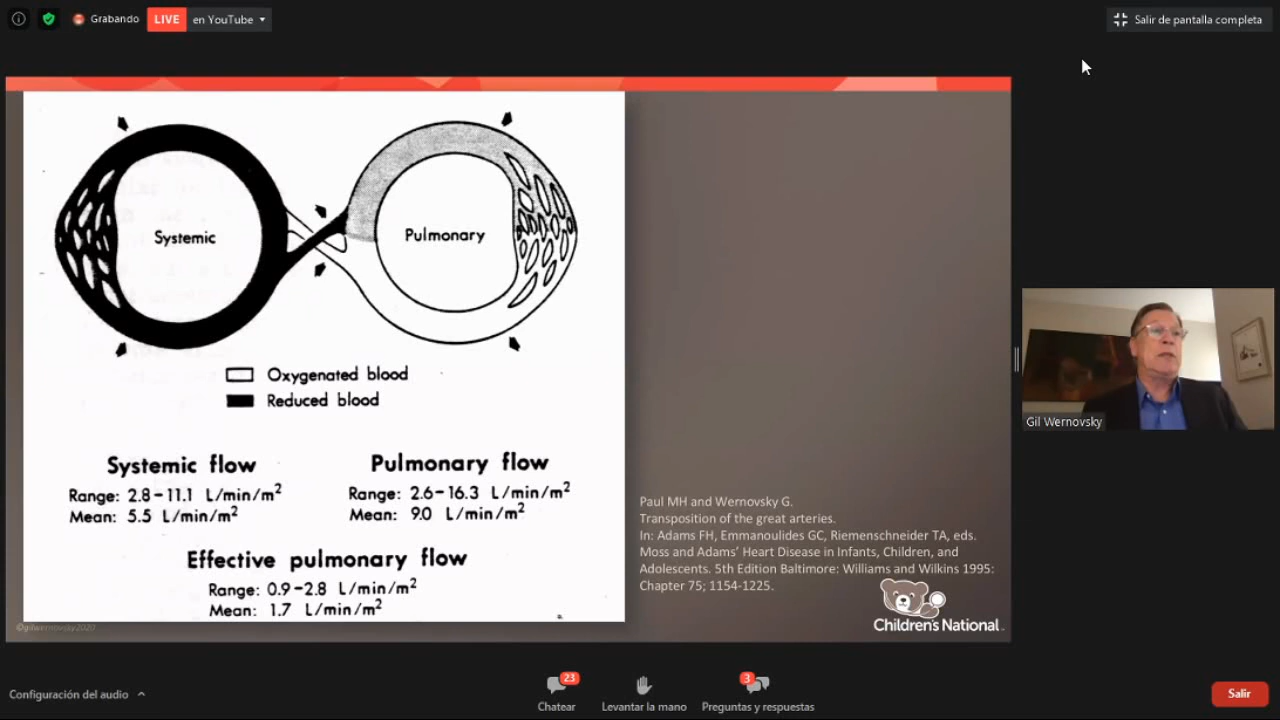 Grabando
LIVE
en YouTube
Salir de pantalla completa
Systemic
Pulmonary
Oxygenated blood
Reduced blood
Systemic flow
Range: 2.8-11.1 L/min/m²
Mean: 5.5 L/min/m²
Pulmonary flow
Range: 2.6-16.3 L/min/m²
Mean: 9.0 L/min/m²
Effective pulmonary flow
Range: 0.9-2.8 L/min/m²
Mean: 1.7 L/min/m²
Paul MH and Wernovsky G.
Transposition of the great arteries.
In: Adams FH, Emmanoulides GC, Riemenschneider TA, eds.
Moss and Adams' Heart Disease in Infants, Children, and
Adolescents. 5th Edition Baltimore: Williams and Wilkins 1995:
Chapter 75; 1154-1225.
Children's National
©gilwernovsky2020
Gil Wernovsky
Configuración del audio
23
Chatear
Levantar la mano
3
Preguntas y respuestas
Salir